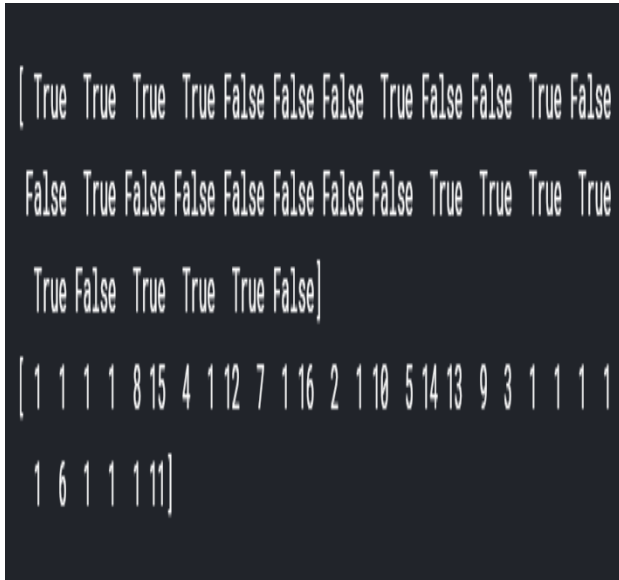 [ True  True  True  True False False False  True False False  True False
 False  True False False False False False False  True  True  True  True
  True False  True  True  True False]
[ 1  1  1  1  8 15  4  1 12  7  1 16  2  1 10  5 14 13  9  3  1  1  1  1
  1  6  1  1  1 11]